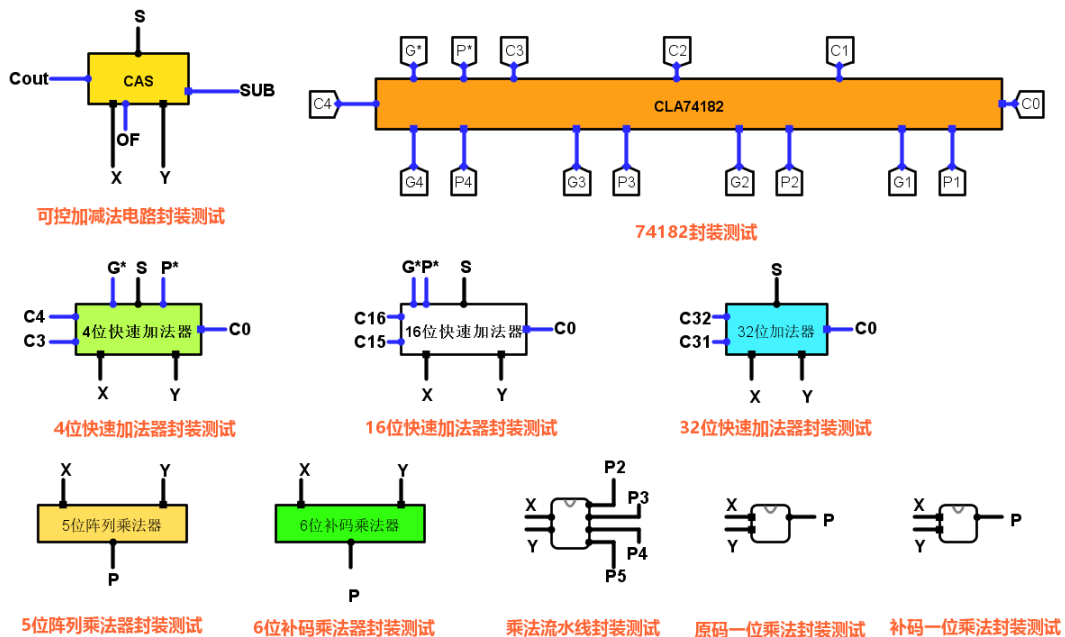 S
Cout
CAS
SUB
OF
X
Y
可控加减法电路封装测试
G*
P*
C3
C2
C1
C4
CLA74182
C0
G4
P4
G3
P3
G2
P2
G1
P1
74182封装测试
G*
S
P*
C4
C3
4位快速加法器
C0
X
Y
4位快速加法器封装测试
G*
P*
S
C16
C15
16位快速加法器
C0
X
Y
16位快速加法器封装测试
S
C32
C31
32位加法器
C0
X
Y
32位快速加法器封装测试
X
Y
5位阵列乘法器
P
5位阵列乘法器封装测试
X
Y
6位补码乘法器
P
6位补码乘法器封装测试
P2
X
P3
Y
P4
P5
乘法流水线封装测试
X
P
Y
原码一位乘法封装测试
X
P
Y
补码一位乘法封装测试